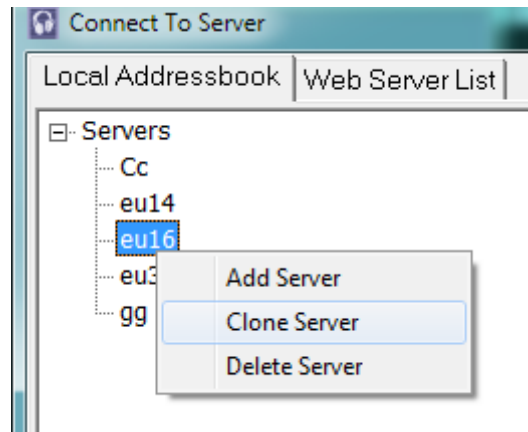 Connect To Server
Local Addressbook Web Server List
Servers
Cc
eu14
eu16
eu3
gg
Add Server
Clone Server
Delete Server